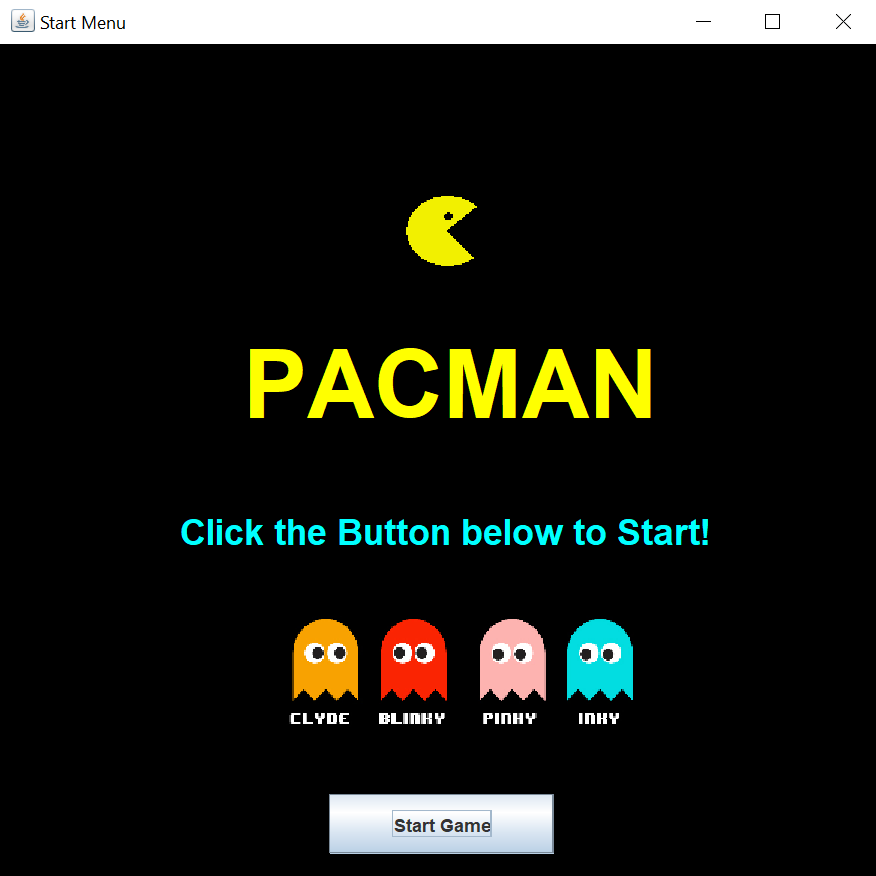 Start Menu
PACMAN
Click the Button below to Start!
CLYDE BLINKY PINKY INKY
Start Game